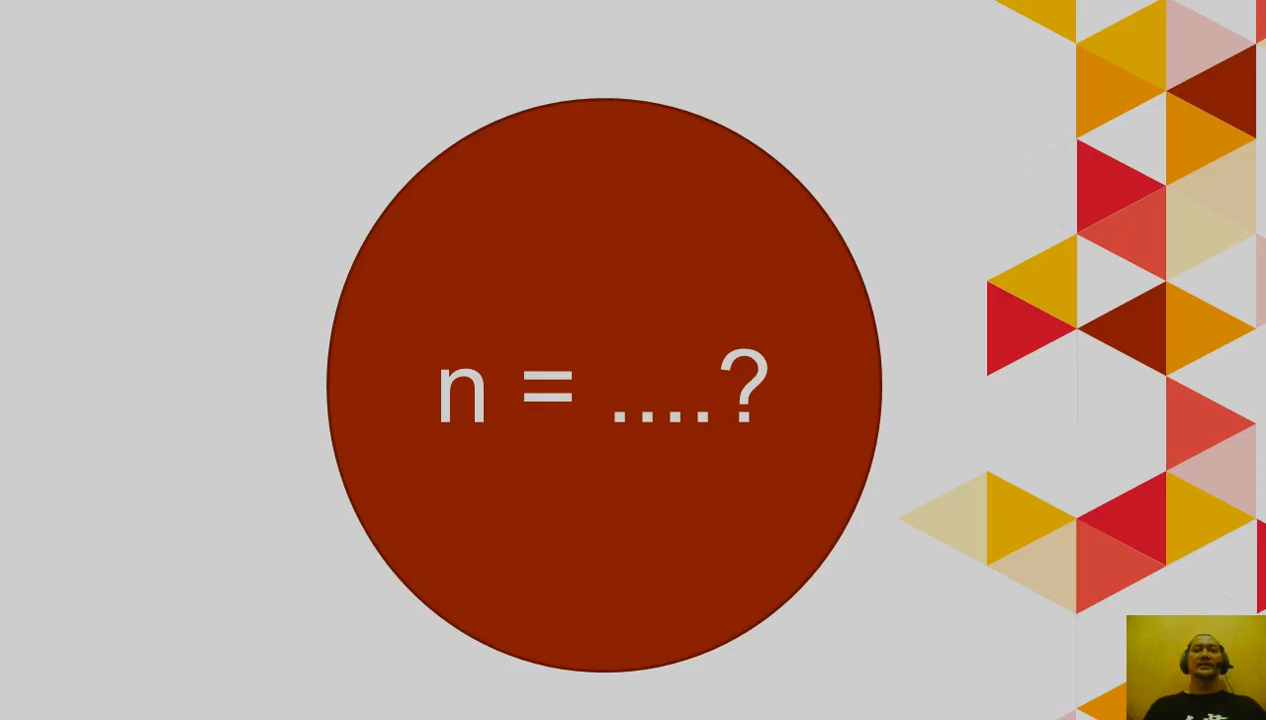 n = ....?